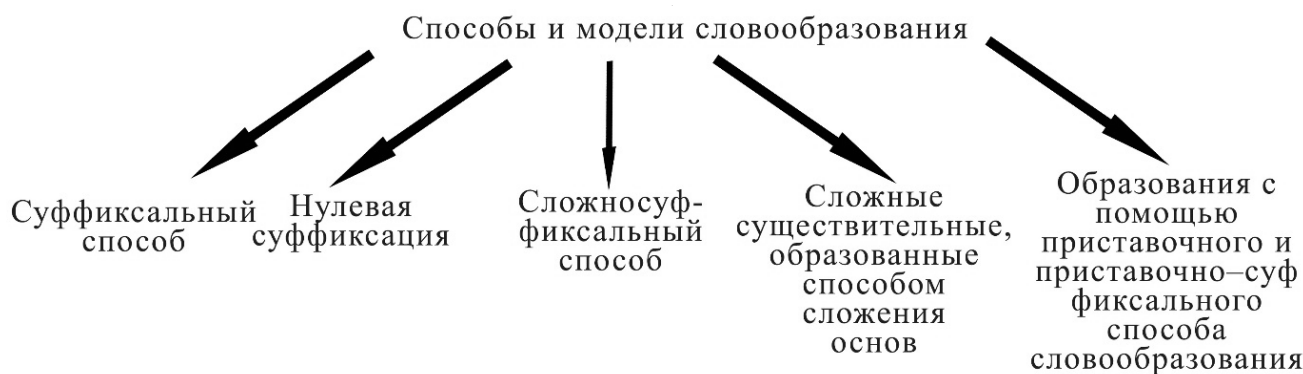 Способы и модели словообразования
Суффиксальный
способ
Нулевая
суффиксация
Сложносуф-
фиксальный
способ
Сложные
существительные,
образованные
способом
сложения
основ
Образования с
помощью
приставочного и
приставочно–суф
фиксального
способа
словообразования